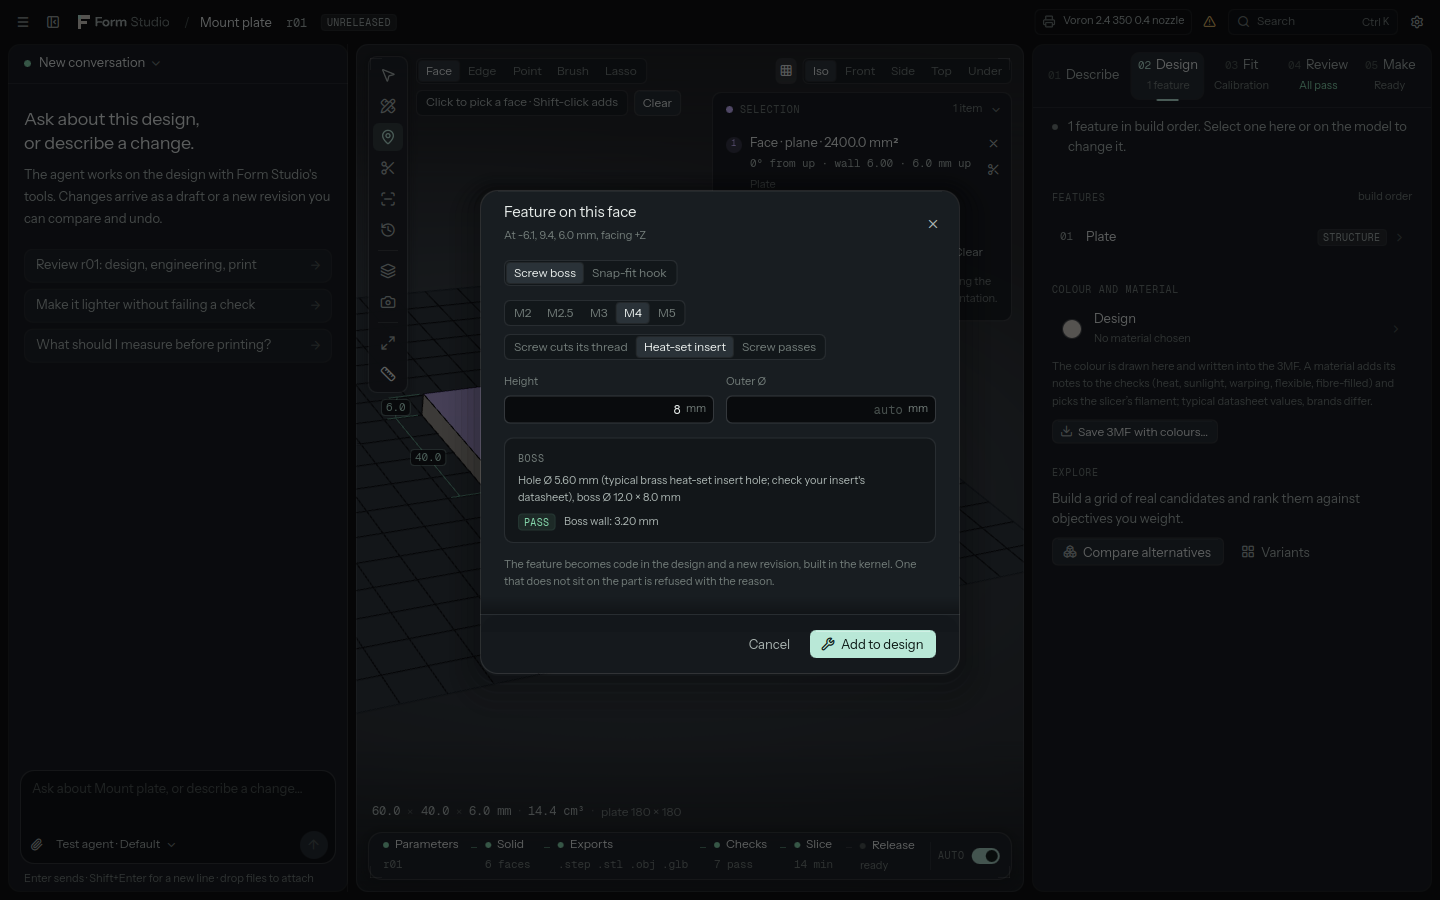 Form Studio / Mount plate r01 UNRELEASED
Voron 2.4 350 0.4 nozzle
Search Ctrl K
New conversation
Ask about this design,
or describe a change.
The agent works on the design with Form Studio's
tools. Changes arrive as a draft or a new revision you
can compare and undo.
Review r01: design, engineering, print
Make it lighter without failing a check
What should I measure before printing?
Ask about Mount plate, or describe a change...
Test agent · Default
Enter sends · Shift+Enter for a new line · drop files to attach
Face Edge Point Brush Lasso
Iso Front Side Top Under
Click to pick a face · Shift-click adds
Clear
SELECTION 1 item
1 Face · plane · 2400.0 mm²
0° from up · wall 6.00 · 6.0 mm up
Plate
Clear
ng the
ntation,
6.0
40.0
Feature on this face
At -6.1, 9.4, 6.0 mm, facing +Z
Screw boss Snap-fit hook
M2 M2.5 M3 M4 M5
Screw cuts its thread Heat-set insert Screw passes
Height Outer Ø
8 mm auto mm
BOSS
Hole Ø 5.60 mm (typical brass heat-set insert hole; check your insert's
datasheet), boss Ø 12.0 × 8.0 mm
PASS Boss wall: 3.20 mm
The feature becomes code in the design and a new revision, built in the kernel. One
that does not sit on the part is refused with the reason.
Cancel Add to design
60.0 × 40.0 × 6.0 mm · 14.4 cm³ · plate 180 × 180
Parameters Solid Exports Checks Slice Release
r01 6 faces .step .stl .obj .glb 7 pass 14 min ready
AUTO
01 Describe 02 Design 03 Fit 04 Review 05 Make
1 feature Calibration All pass Ready
1 feature in build order. Select one here or on the model to
change it.
FEATURES build order
01 Plate STRUCTURE
COLOUR AND MATERIAL
Design
No material chosen
The colour is drawn here and written into the 3MF. A material adds its
notes to the checks (heat, sunlight, warping, flexible, fibre-filled) and
picks the slicer's filament; typical datasheet values, brands differ.
Save 3MF with colours...
EXPLORE
Build a grid of real candidates and rank them against
objectives you weight.
Compare alternatives Variants